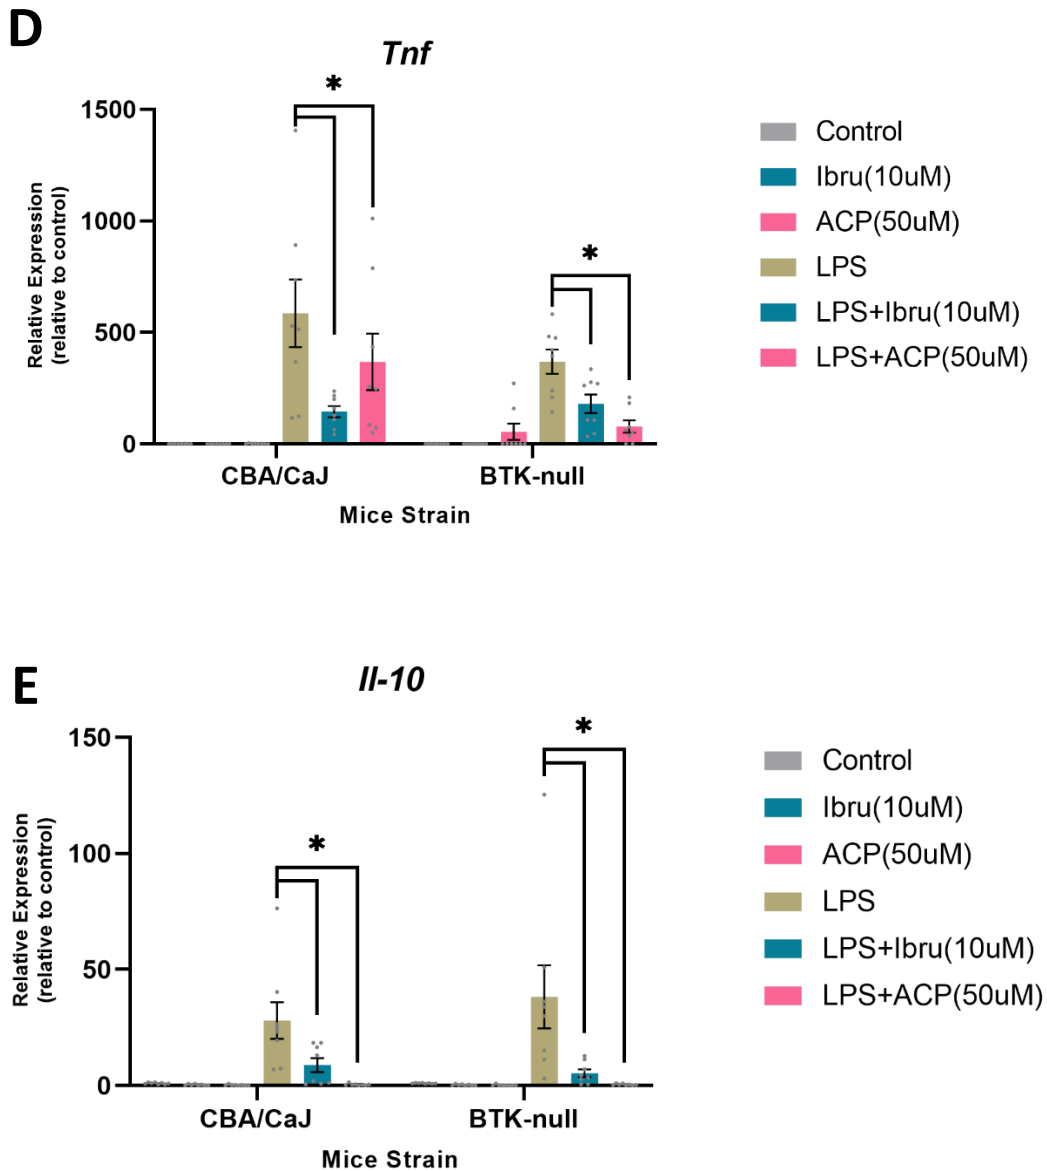 D
Tnf
*
*
1500
1000
500
0
Relative Expression
(relative to control)
CBA/CaJ
BTK-null
Mice Strain
Control
Ibru(10uM)
ACP(50uM)
LPS
LPS+Ibru(10uM)
LPS+ACP(50uM)
E
Il-10
*
*
150
100
50
0
Relative Expression
(relative to control)
CBA/CaJ
BTK-null
Mice Strain
Control
Ibru(10uM)
ACP(50uM)
LPS
LPS+Ibru(10uM)
LPS+ACP(50uM)